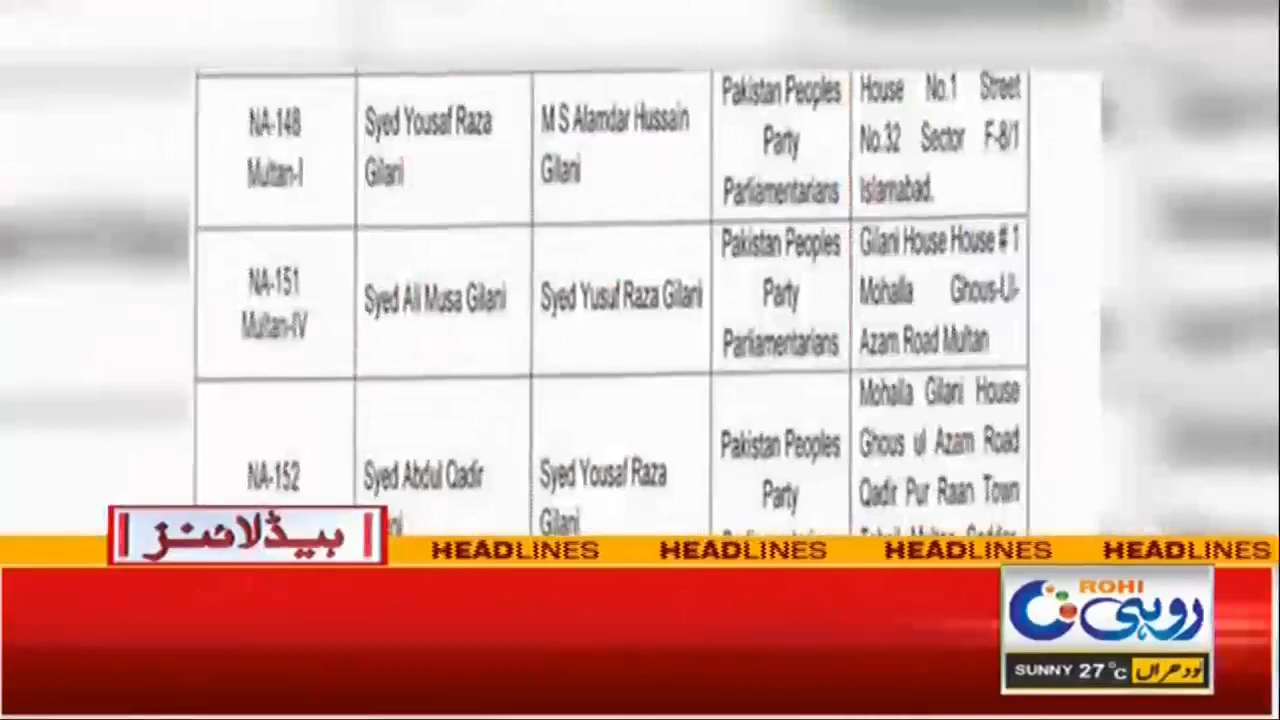 NA-148
Multan-I
Syed Yousaf Raza
Gilani
M S Alamdar Hussain
Gilani
Pakistan Peoples
Party
Parliamentarians
House No.1 Street
No.32 Sector F-8/1
Islamabad.
NA-151
Multan-IV
Syed Ali Musa Gilani
Syed Yusuf Raza Gilani
Pakistan Peoples
Party
Parliamentarians
Gilani House House # 1
Mohalla Ghous-Ul-
Azam Road Multan
NA-152
Syed Abdul Qadir
Syed Yousaf Raza
Gilani
Pakistan Peoples
Party
Mohalla Gilani House
Ghous ul Azam Road
Qadir Pur Raan Town
ہیڈلائنز
HEADLINES HEADLINES HEADLINES HEADLINES
ROHI
روہی
SUNNY 27°C لودھراں